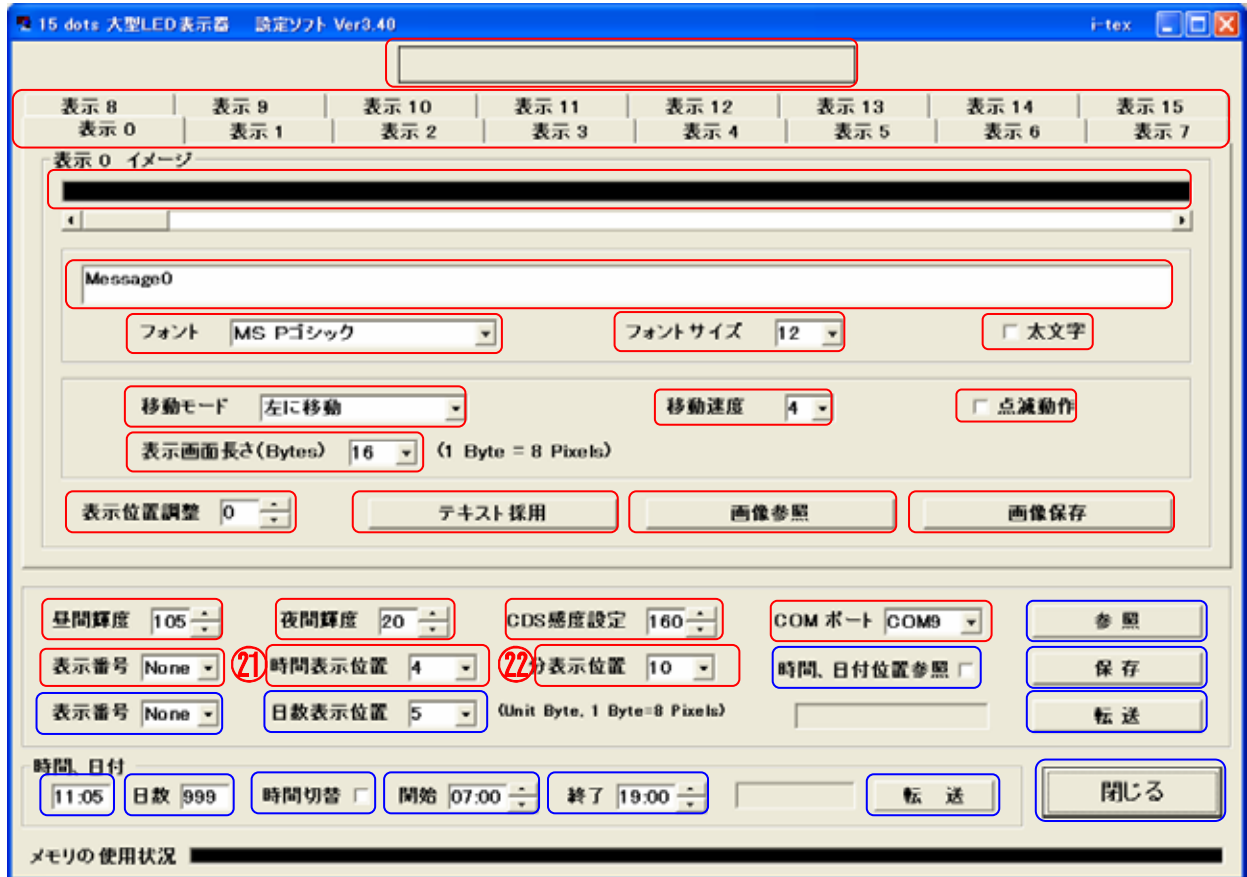 15 dots 大型LED表示器 設定ソフト Ver3.40 i-tex
表示 8 表示 9 表示 10 表示 11 表示 12 表示 13 表示 14 表示 15
表示 0 表示 1 表示 2 表示 3 表示 4 表示 5 表示 6 表示 7
表示 0 イメージ
Message0
フォント MS Pゴシック フォントサイズ 12 太文字
移動モード 左に移動 移動速度 4 点滅動作
表示画面長さ(Bytes) 16 (1 Byte = 8 Pixels)
表示位置調整 0 テキスト採用 画像参照 画像保存
昼間輝度 105 夜間輝度 20 CDS感度設定 160 COM ポート COM9 参 照
表示番号 None ㉑ 時間表示位置 4 ㉒ 分表示位置 10 時間、日付位置参照 保 存
表示番号 None 日数表示位置 5 (Unit Byte, 1 Byte=8 Pixels) 転 送
時間、日付
11:05 日数 999 時間切替 開始 07:00 終了 19:00 転 送 閉じる
メモリの使用状況